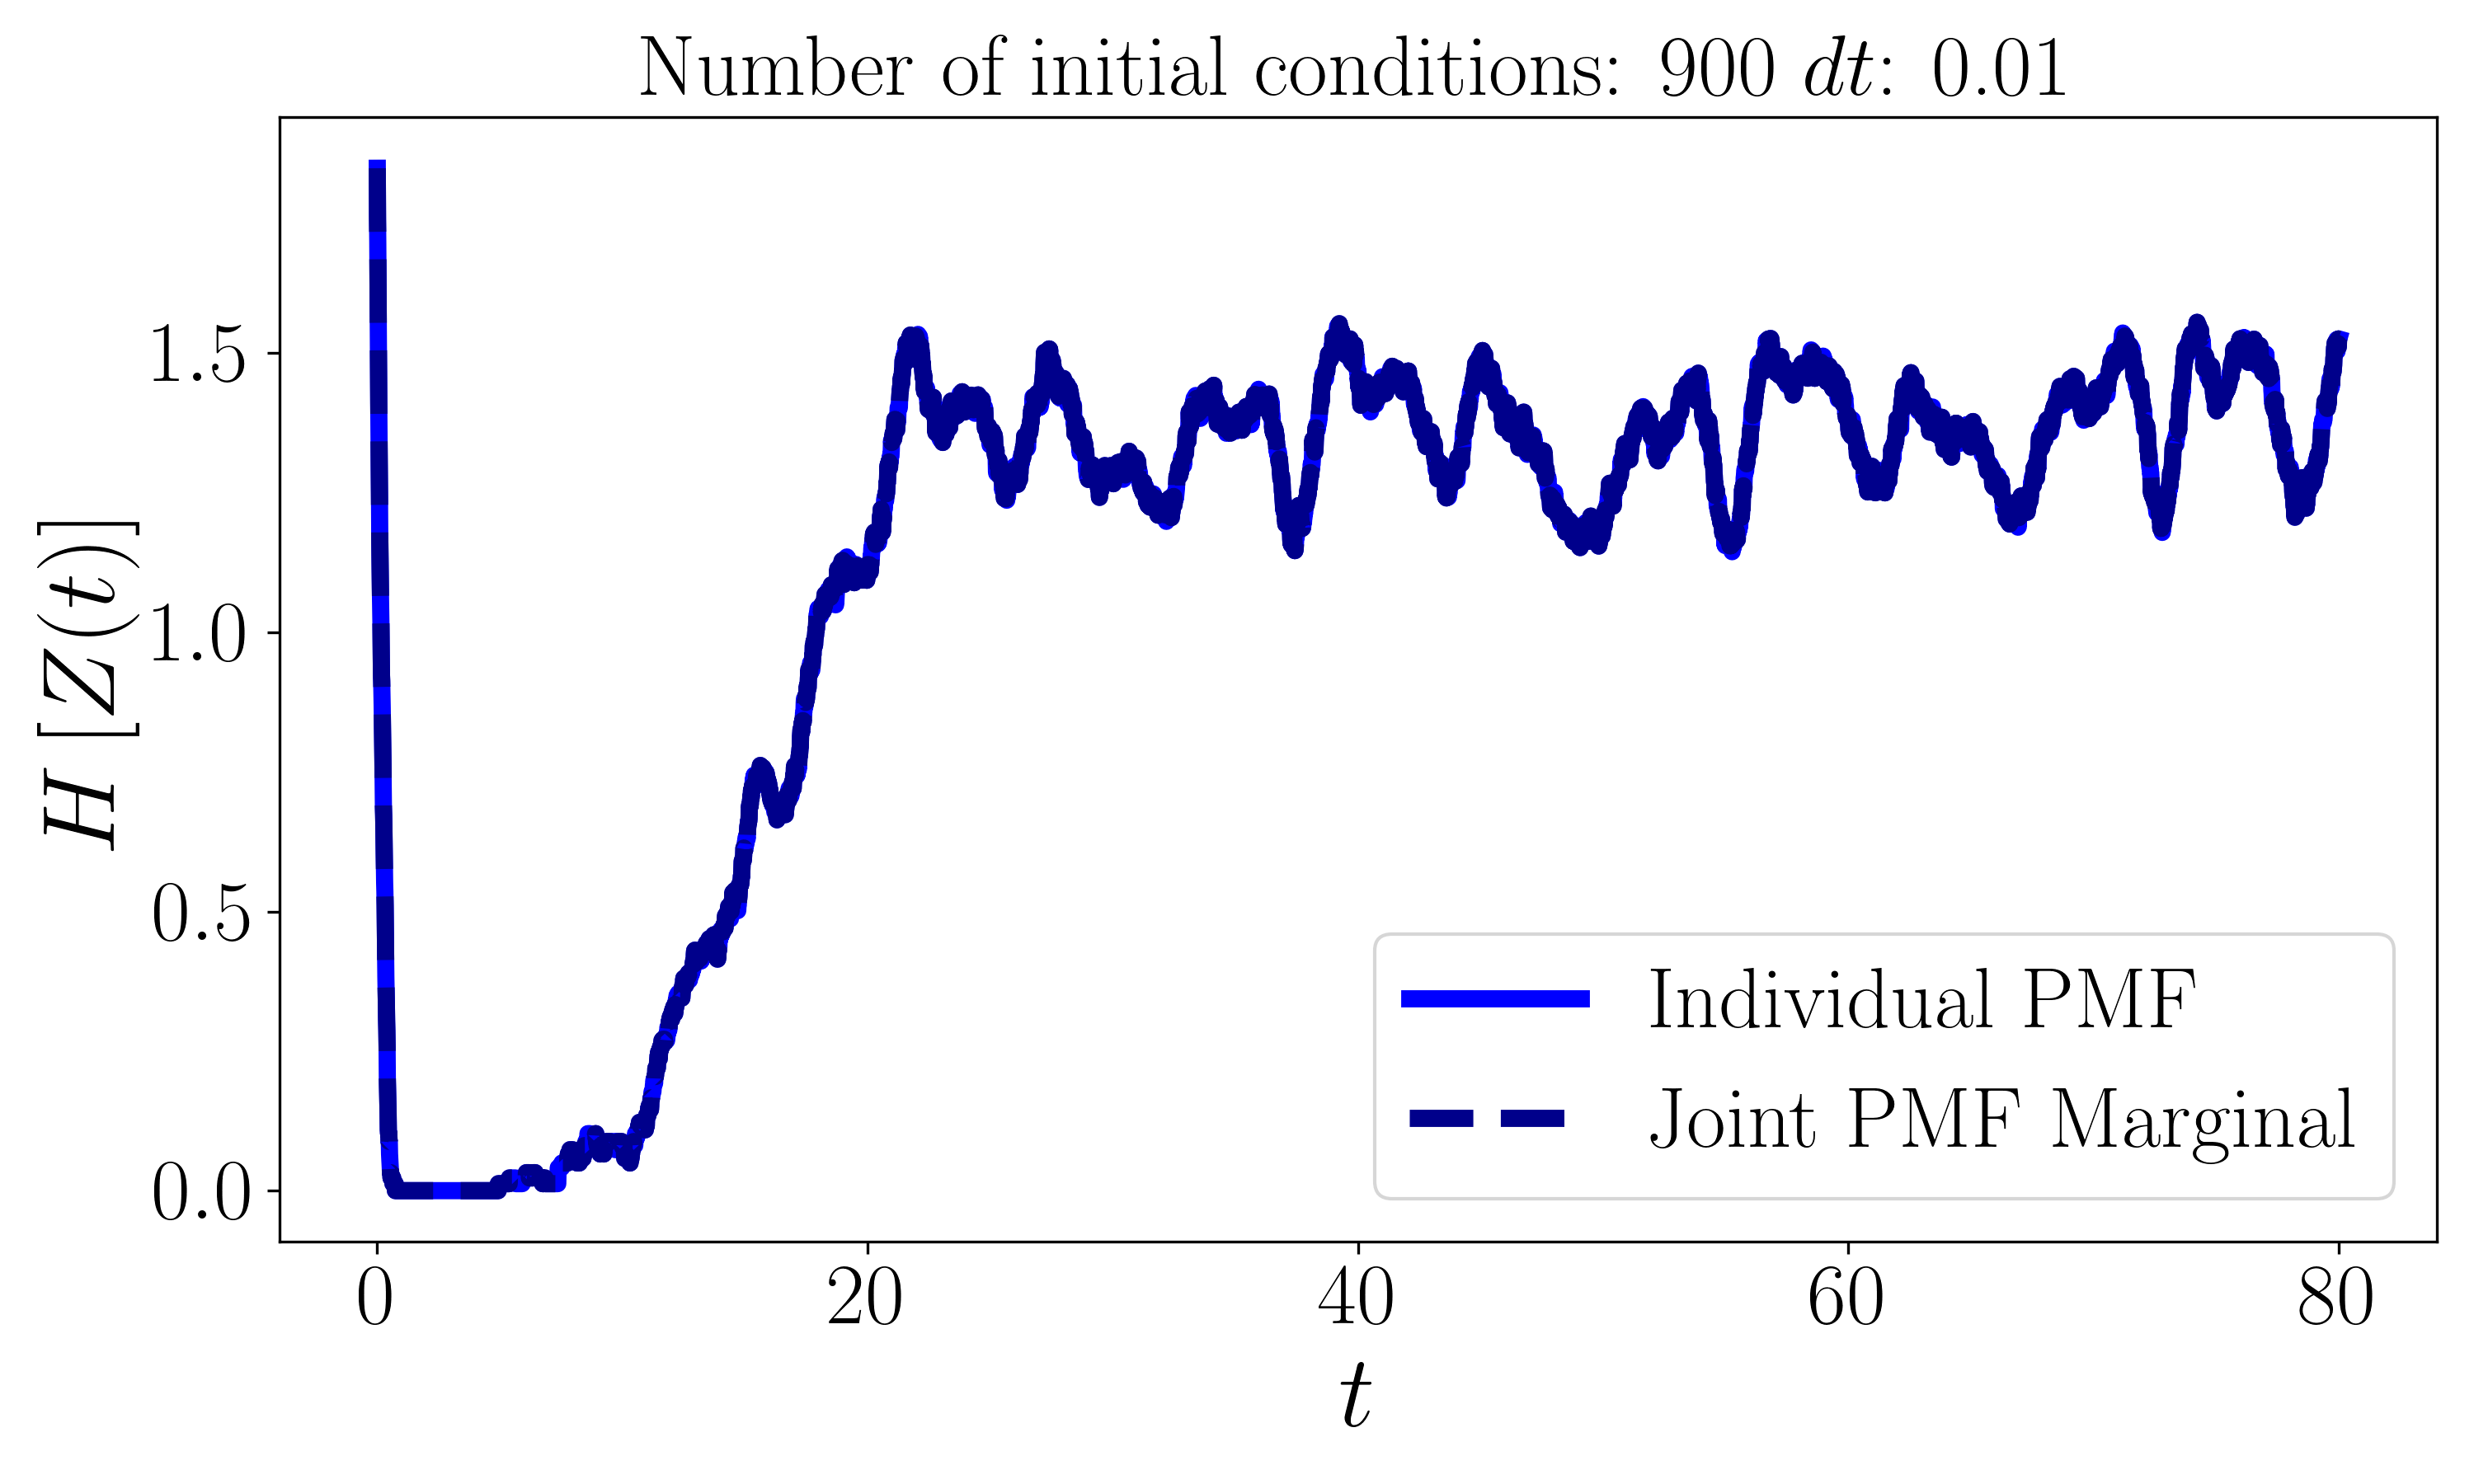 Number of initial conditions: 900 dt: 0.01
H [Z(t)]
1.5
1.0
0.5
0.0
Individual PMF
Joint PMF Marginal
0 20 40 60 80
t